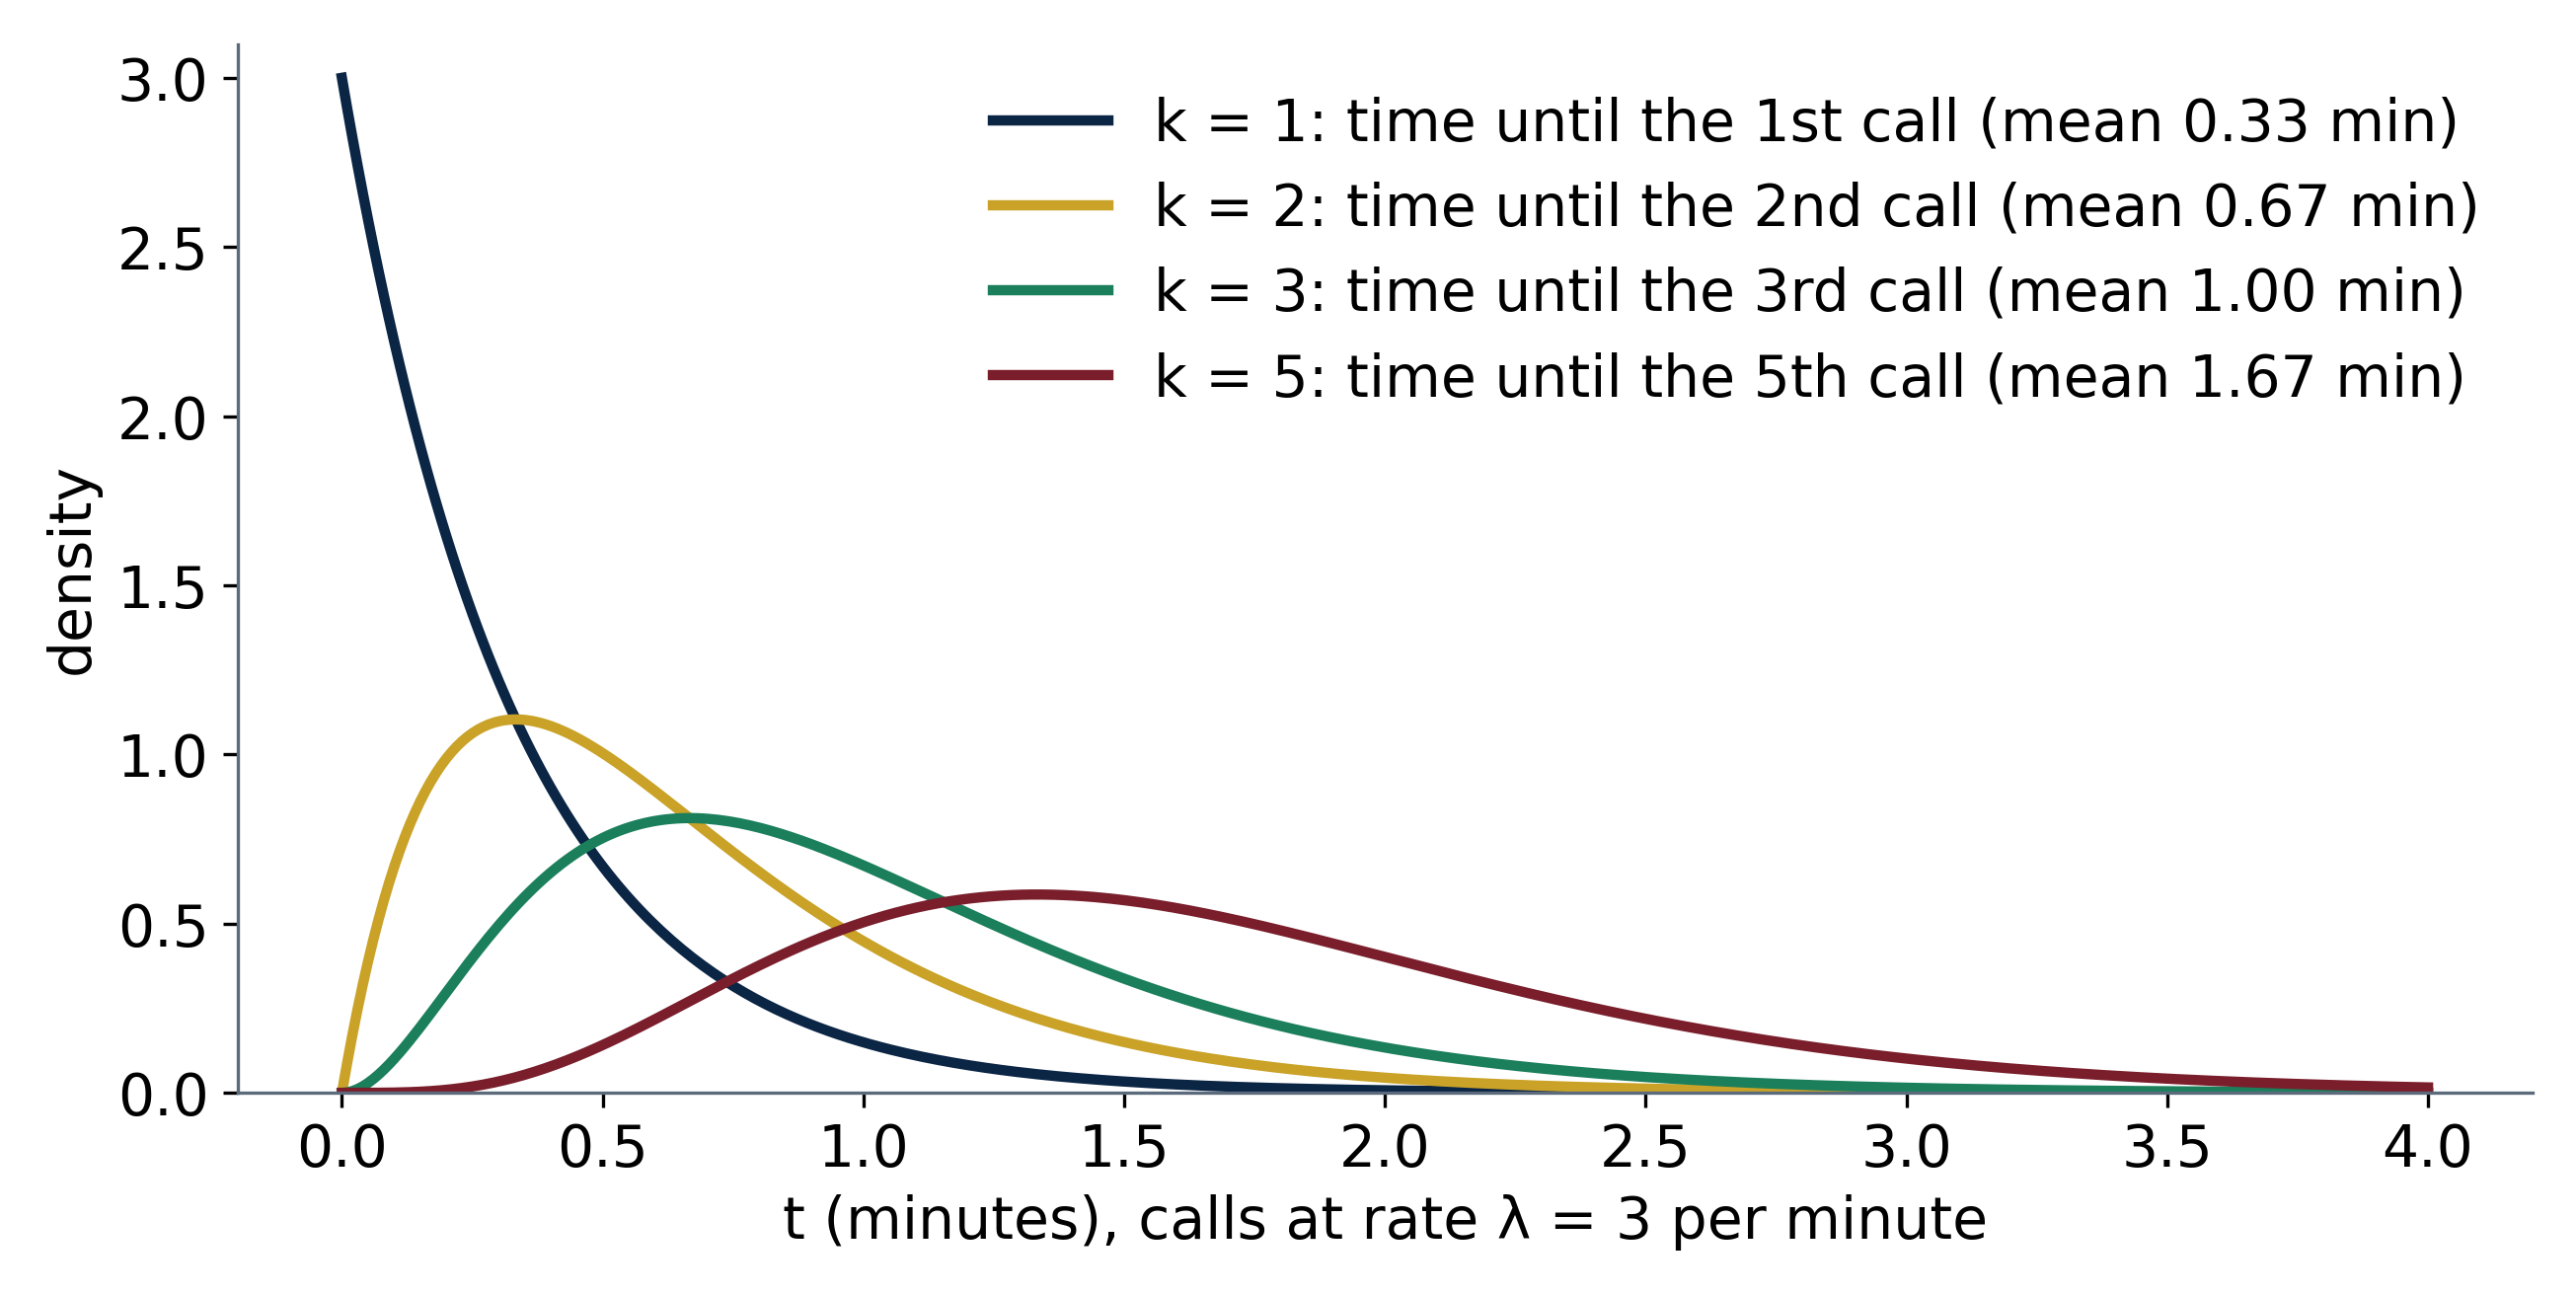 3.0
2.5
2.0
1.5
1.0
0.5
0.0
density
k = 1: time until the 1st call (mean 0.33 min)
k = 2: time until the 2nd call (mean 0.67 min)
k = 3: time until the 3rd call (mean 1.00 min)
k = 5: time until the 5th call (mean 1.67 min)
0.0 0.5 1.0 1.5 2.0 2.5 3.0 3.5 4.0
t (minutes), calls at rate λ = 3 per minute